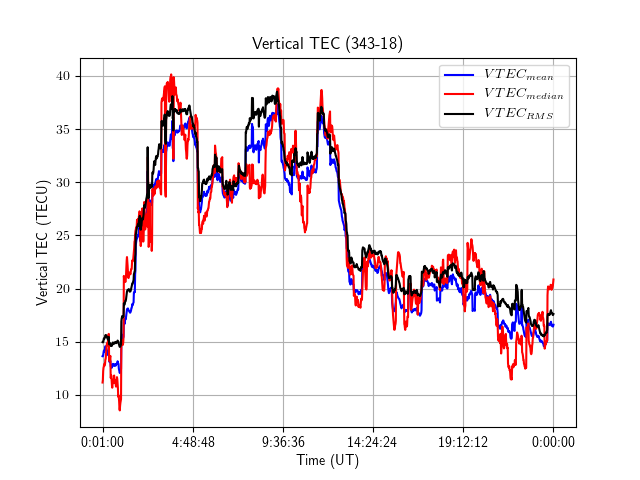 Vertical TEC (343-18)
VTEC_mean
VTEC_median
VTEC_RMS
Vertical TEC (TECU)
40
35
30
25
20
15
10
0:01:00 4:48:48 9:36:36 14:24:24 19:12:12 0:00:00
Time (UT)